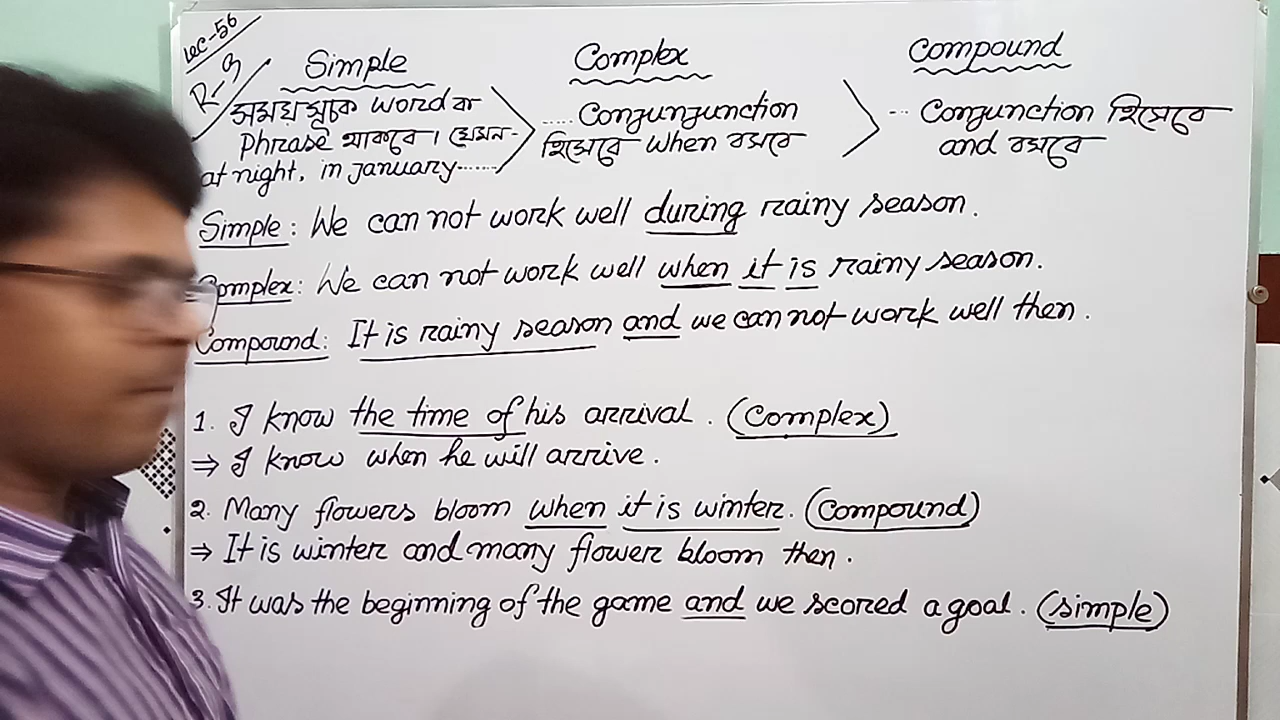 Lec-56
R-9
Simple
সময় সূচক word বা
Phrase থাকবে। যেমন-
at night, in january.......
Complex
..... Conjunjunction
হিসেবে when বসবে
Compound
... Conjunction হিসেবে
and বসবে
Simple: We can not work well during rainy season.
Complex: We can not work well when it is rainy season.
Compound: It is rainy season and we can not work well then.
1. I know the time of his arrival. (Complex)
⇒ I know when he will arrive.
2. Many flowers bloom when it is winter. (Compound)
⇒ It is winter and many flower bloom then.
3. It was the beginning of the game and we scored a goal. (simple)